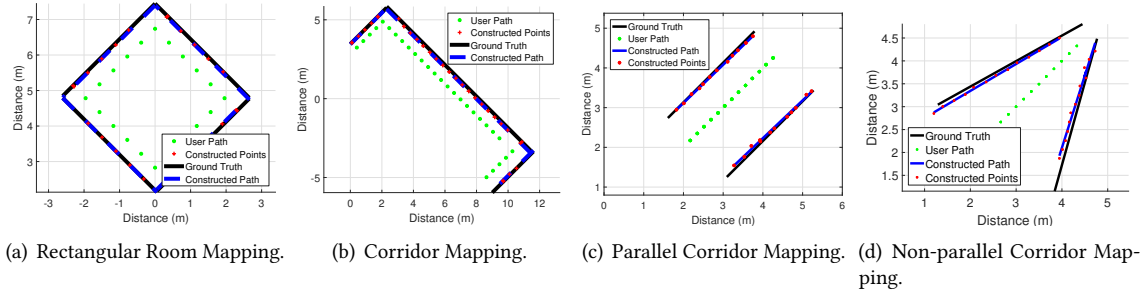 7
6
5
4
3
-3
-2
-1
0
1
2
3
Distance (m)
Distance (m)
User Path
Constructed Points
Ground Truth
Constructed Path
5
0
-5
0
2
4
6
8
10
12
Distance (m)
Distance (m)
User Path
Constructed Points
Ground Truth
Constructed Path
5
4
3
2
1
0
1
2
3
4
5
6
Distance (m)
Distance (m)
Ground Truth
User Path
Constructed Path
Constructed Points
4.5
4
3.5
3
2.5
2
1.5
1
2
3
4
5
Distance (m)
Distance (m)
Ground Truth
User Path
Constructed Path
Constructed Points
(a) Rectangular Room Mapping.
(b) Corridor Mapping.
(c) Parallel Corridor Mapping.
(d) Non-parallel Corridor Map-
ping.